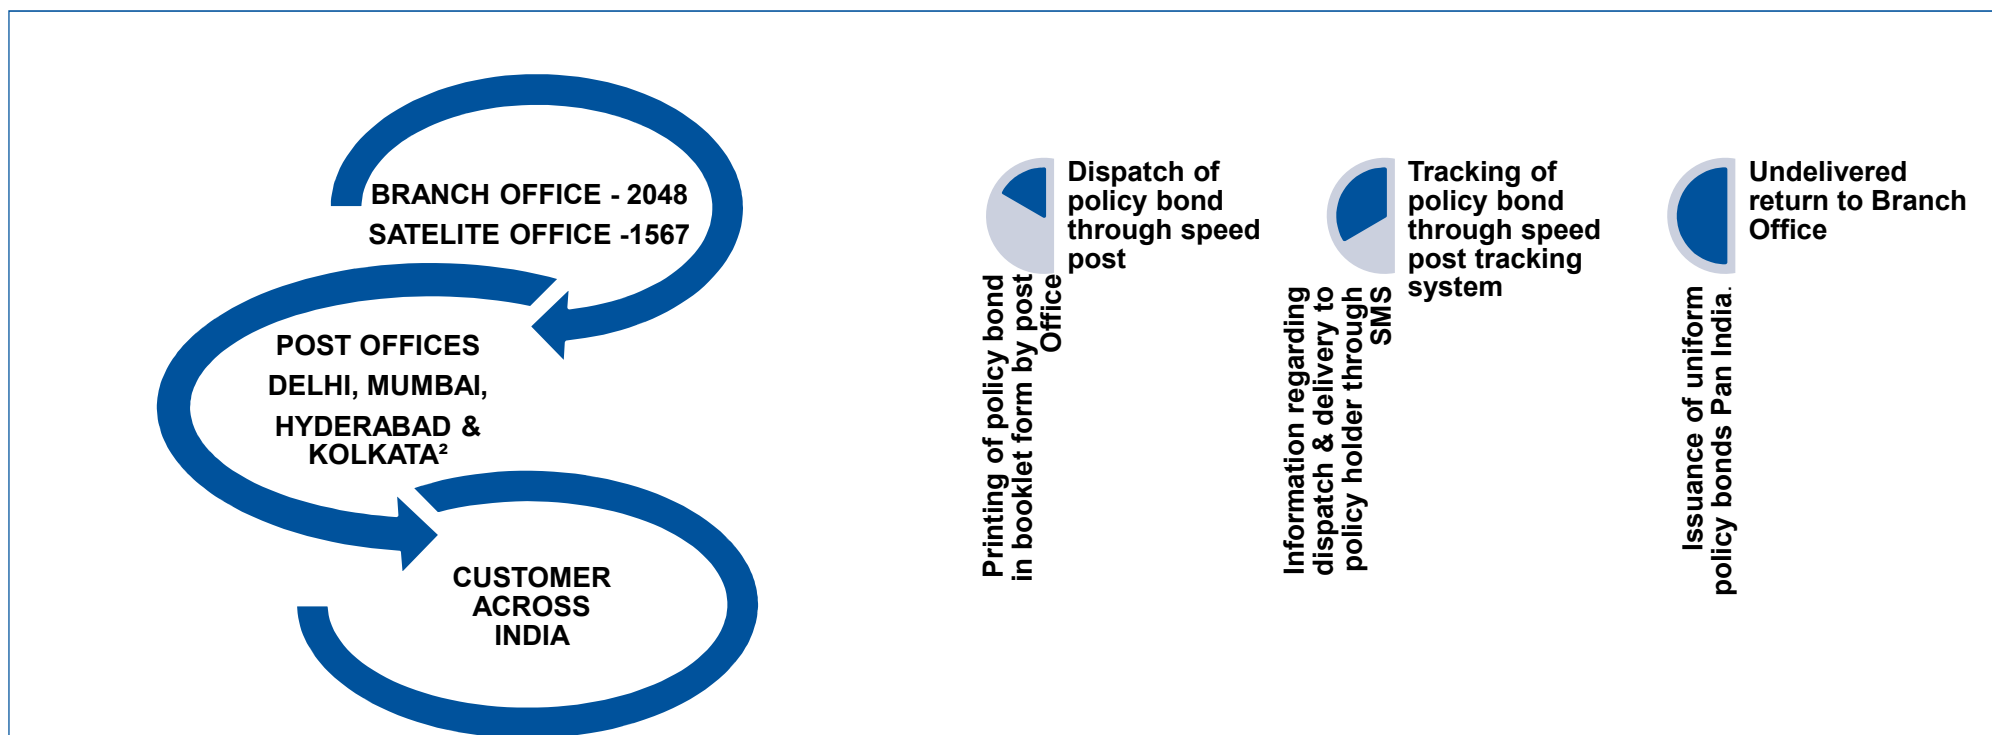 BRANCH OFFICE - 2048
SATELITE OFFICE -1567
POST OFFICES
DELHI, MUMBAI,
HYDERABAD &
KOLKATA²
CUSTOMER
ACROSS
INDIA
Dispatch of
policy bond
through speed
post
Printing of policy bond
in booklet form by post
Office
Tracking of
policy bond
through speed
post tracking
system
Information regarding
dispatch & delivery to
policy holder through
SMS
Undelivered
return to Branch
Office
Issuance of uniform
policy bonds Pan India.